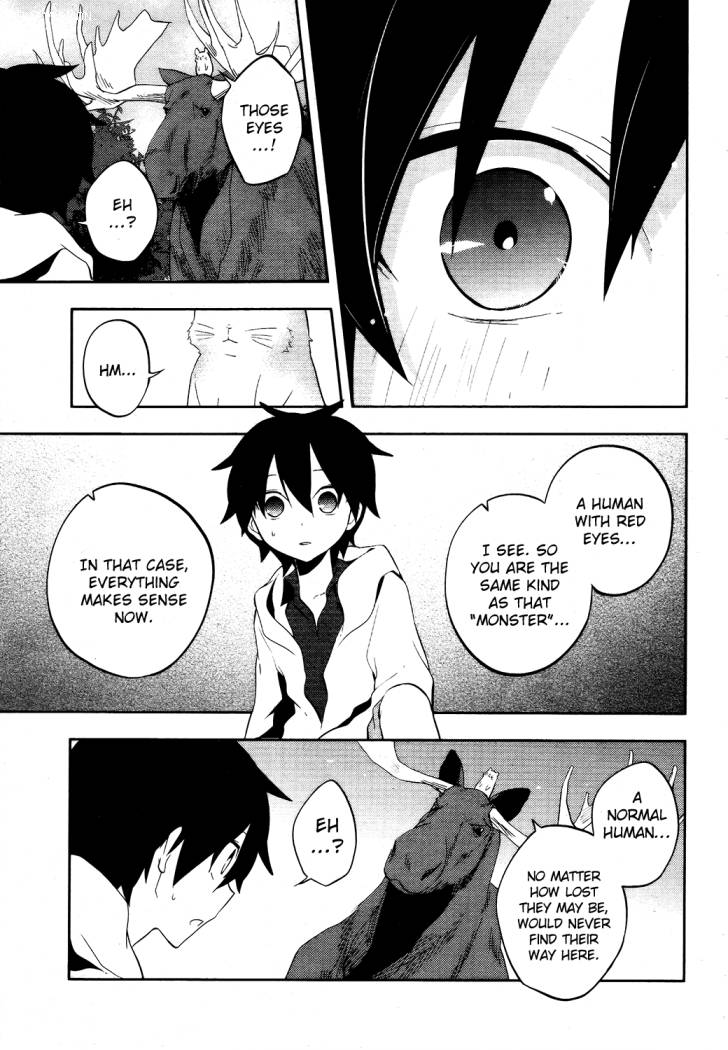 THOSE
EYES
...!
EH
...?
HM...
A HUMAN
WITH RED
EYES...
I SEE. SO
YOU ARE THE
SAME KIND
AS THAT
"MONSTER"...
IN THAT CASE,
EVERYTHING
MAKES SENSE
NOW.
A
NORMAL
HUMAN...
NO MATTER
HOW LOST
THEY MAY BE,
WOULD NEVER
FIND THEIR
WAY HERE.
EH
...?